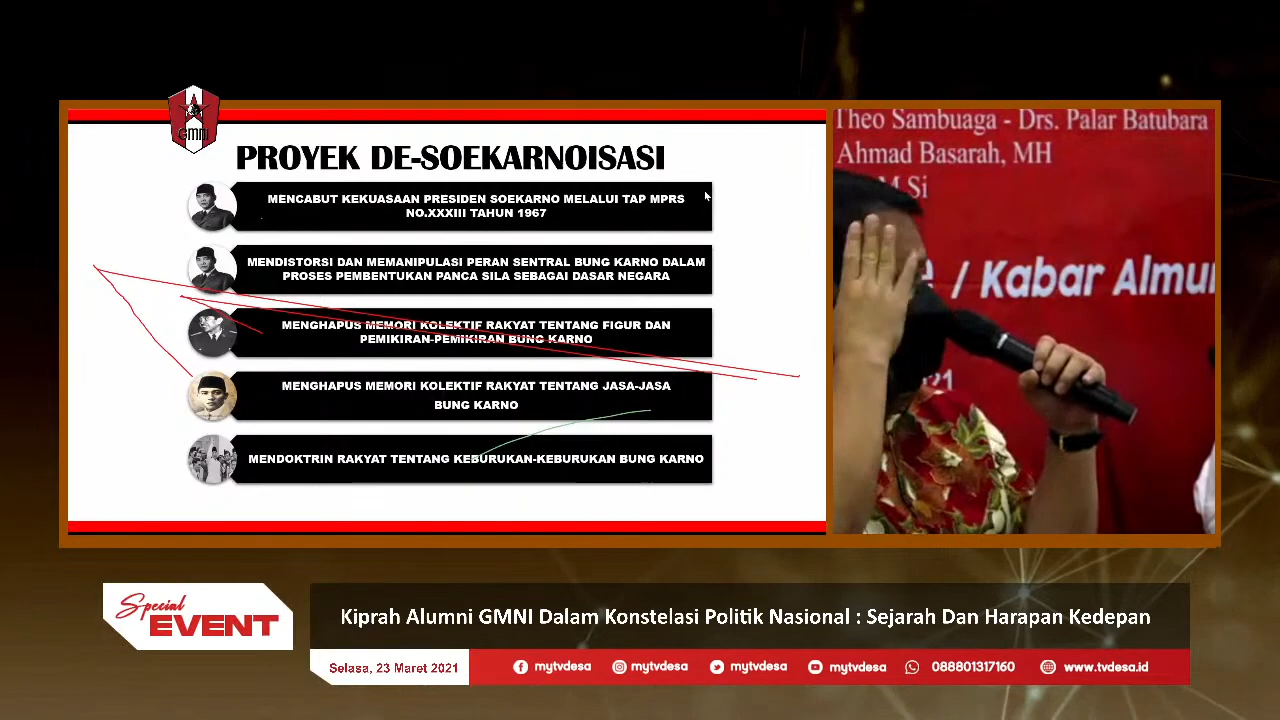 GMNI
PROYEK DE-SOEKARNOISASI
MENCABUT KEKUASAAN PRESIDEN SOEKARNO MELALUI TAP MPRS
NO.XXXIII TAHUN 1967
MENDISTORSI DAN MEMANIPULASI PERAN SENTRAL BUNG KARNO DALAM
PROSES PEMBENTUKAN PANCA SILA SEBAGAI DASAR NEGARA
MENGHAPUS MEMORI KOLEKTIF RAKYAT TENTANG FIGUR DAN
PEMIKIRAN-PEMIKIRAN BUNG KARNO
MENGHAPUS MEMORI KOLEKTIF RAKYAT TENTANG JASA-JASA
BUNG KARNO
MENDOKTRIN RAKYAT TENTANG KEBURUKAN-KEBURUKAN BUNG KARNO
Theo Sambuaga - Drs. Palar Batubara
Ahmad Basarah, MH
M.Si
/ Kabar Almu
Special
EVENT
Kiprah Alumni GMNI Dalam Konstelasi Politik Nasional : Sejarah Dan Harapan Kedepan
Selasa, 23 Maret 2021
mytvdesa mytvdesa mytvdesa mytvdesa 088801317160 www.tvdesa.id